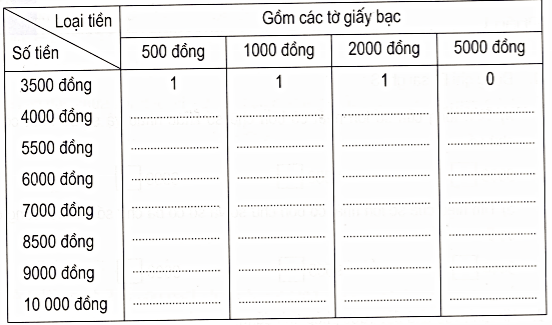 Loại tiền
Số tiền
Gồm các tờ giấy bạc
500 đồng 1000 đồng 2000 đồng 5000 đồng
3500 đồng 1 1 1 0
4000 đồng ........ ........ ........ ........
5500 đồng ........ ........ ........ ........
6000 đồng ........ ........ ........ ........
7000 đồng ........ ........ ........ ........
8500 đồng ........ ........ ........ ........
9000 đồng ........ ........ ........ ........
10 000 đồng ........ ........ ........ ........